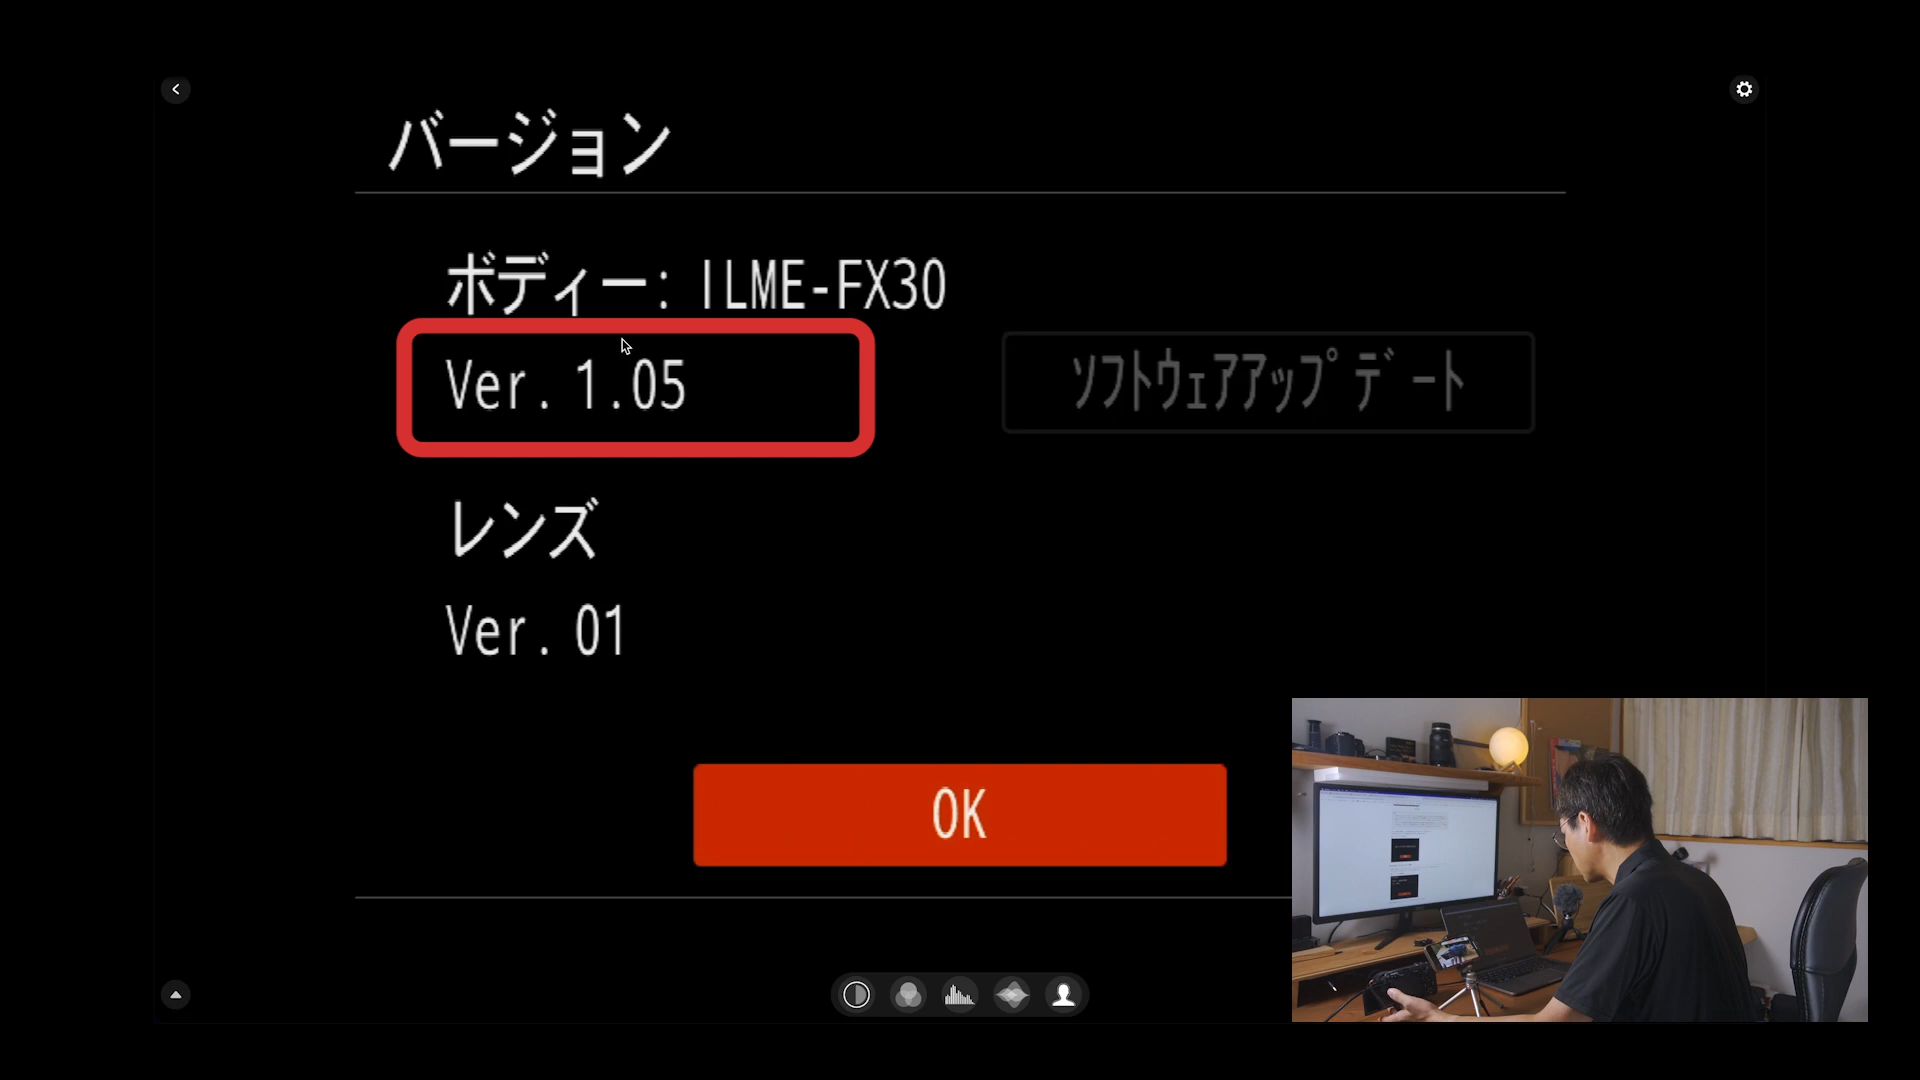 バージョン
ボディー: ILME-FX30
Ver. 1.05
ソフトウェアアップデート
レンズ
Ver. 01
OK